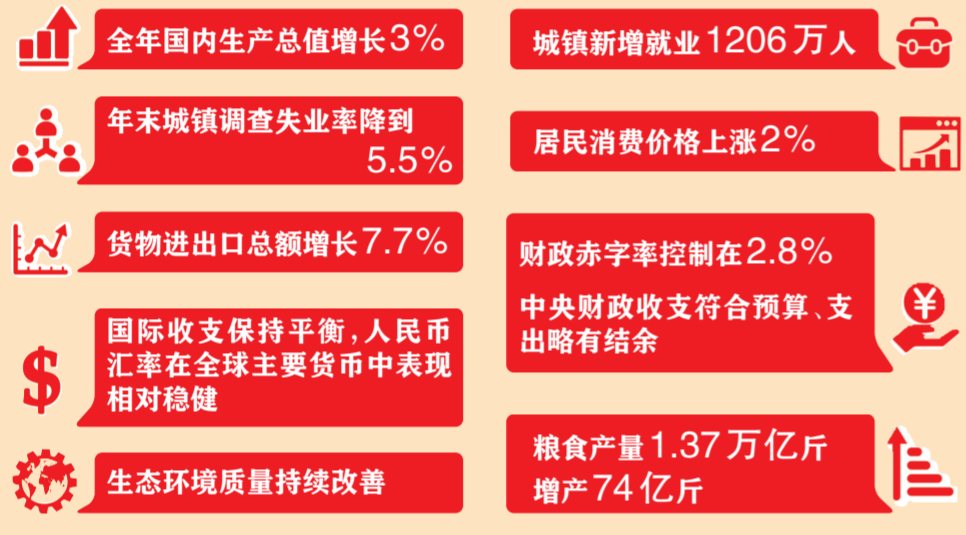 全年国内生产总值增长3%
城镇新增就业1206万人
年末城镇调查失业率降到
5.5%
居民消费价格上涨2%
货物进出口总额增长7.7%
财政赤字率控制在2.8%
中央财政收支符合预算、支
出略有结余
国际收支保持平衡,人民币
汇率在全球主要货币中表现
相对稳健
粮食产量1.37万亿斤
增产74亿斤
生态环境质量持续改善
$
¥